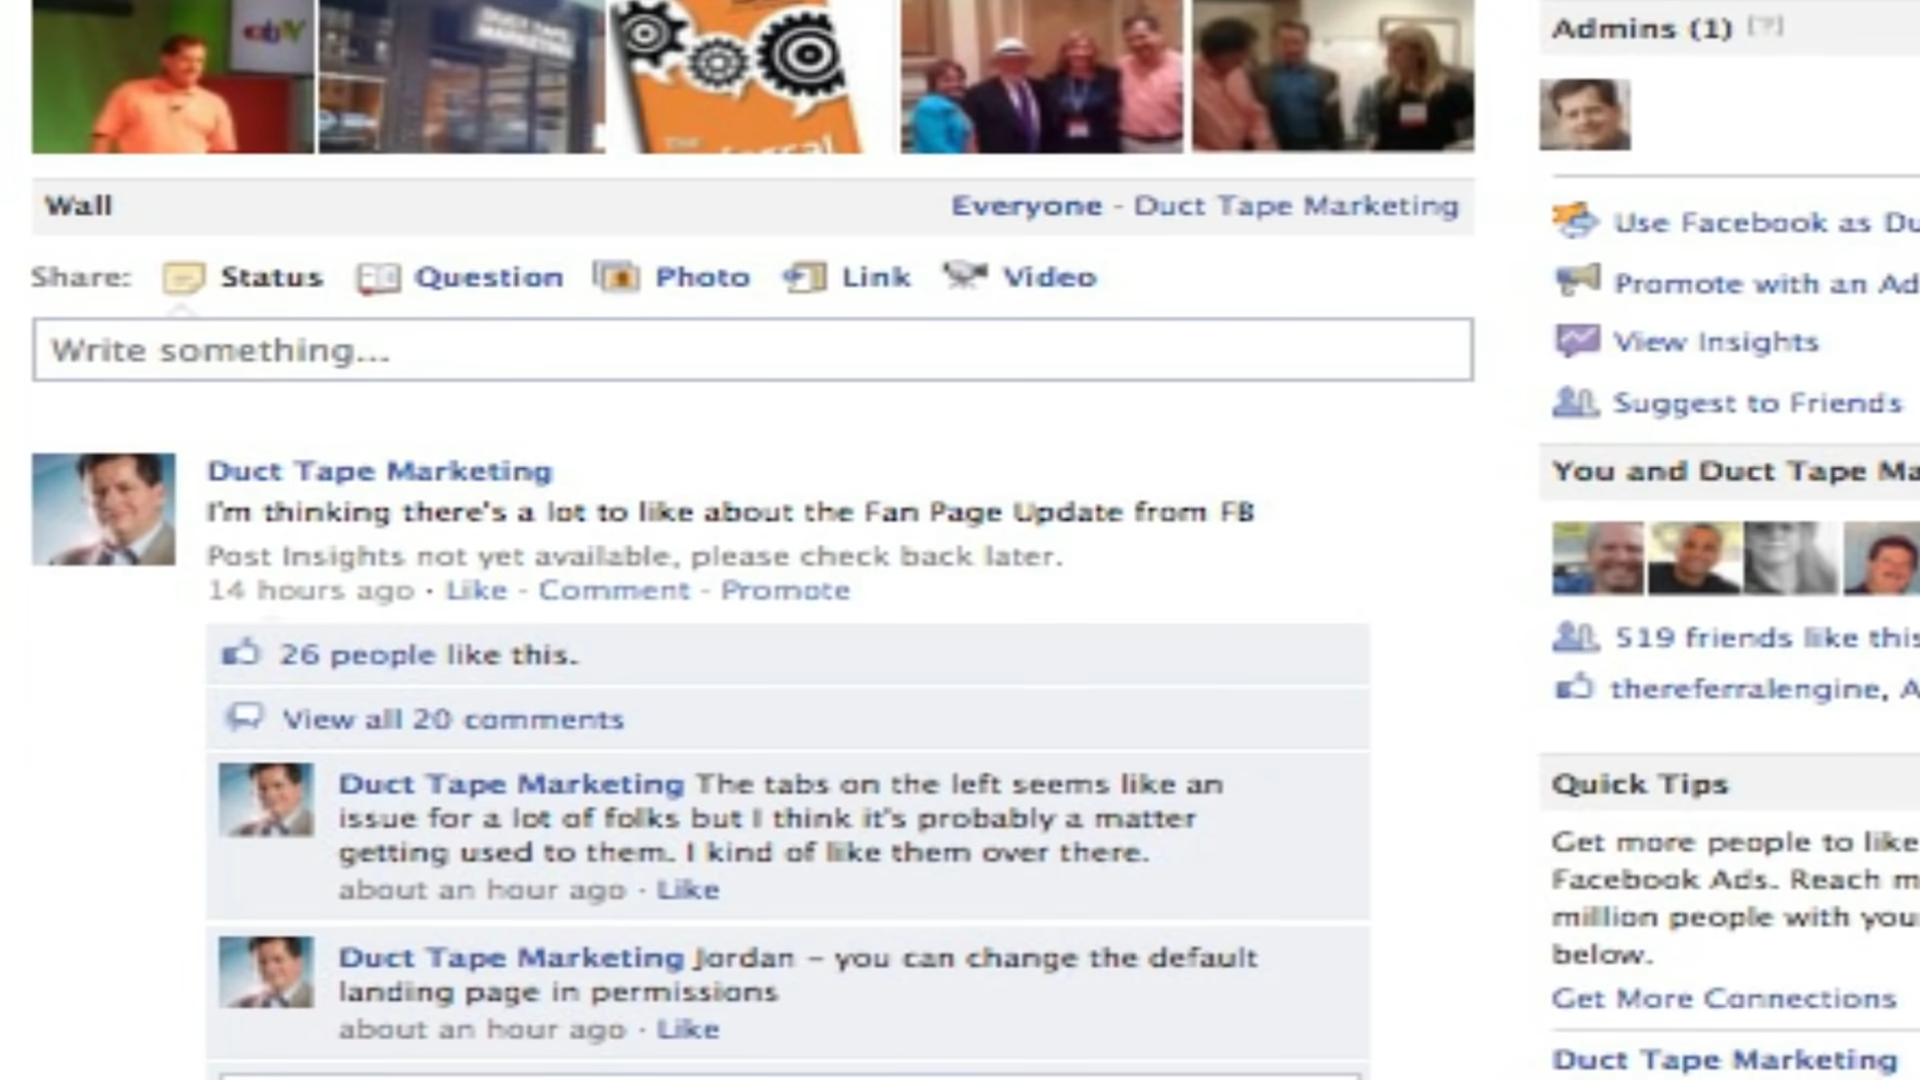 ebY
DUCT TAPE
MARKETING
THE
Admins (1) [?]
Wall
Everyone - Duct Tape Marketing
Share: Status Question Photo Link Video
Write something...
Use Facebook as Du
Promote with an Ad
View Insights
Suggest to Friends
Duct Tape Marketing
I'm thinking there's a lot to like about the Fan Page Update from FB
Post Insights not yet available, please check back later.
14 hours ago · Like - Comment - Promote
26 people like this.
View all 20 comments
Duct Tape Marketing The tabs on the left seems like an
issue for a lot of folks but I think it's probably a matter
getting used to them. I kind of like them over there.
about an hour ago · Like
Duct Tape Marketing Jordan – you can change the default
landing page in permissions
about an hour ago · Like
You and Duct Tape Ma
519 friends like this
thereferralengine, A
Quick Tips
Get more people to like
Facebook Ads. Reach m
million people with you
below.
Get More Connections
Duct Tape Marketing